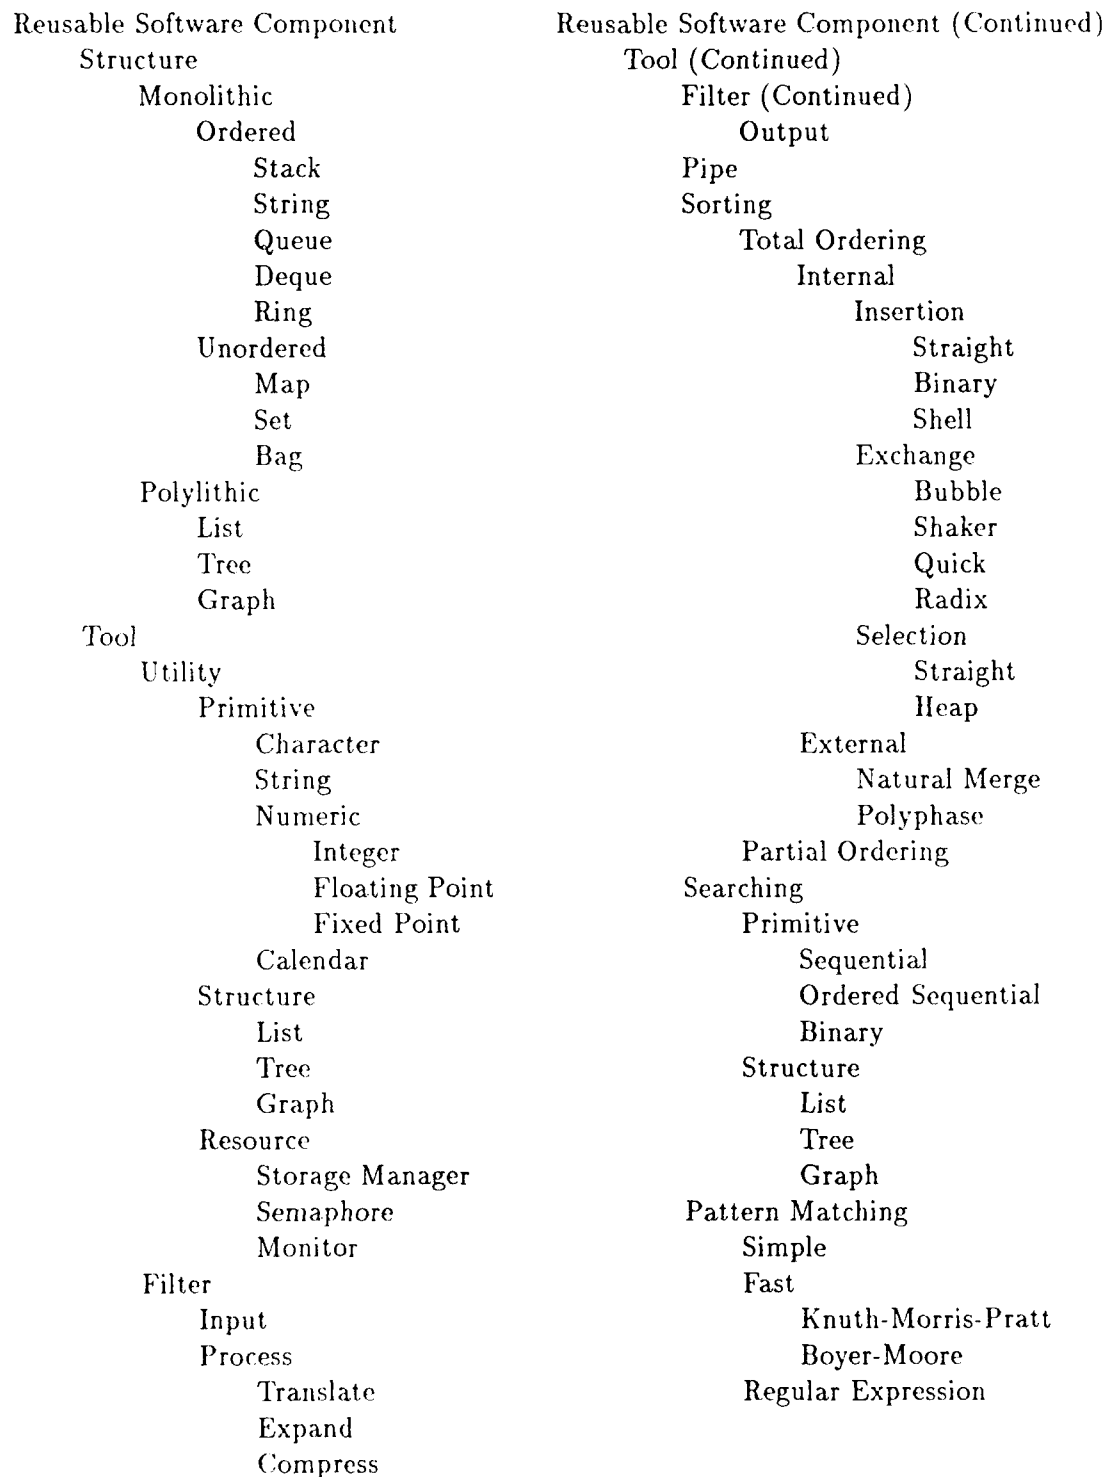 Reusable Software Component
Structure
Monolithic
Ordered
Stack
String
Queue
Deque
Ring
Unordered
Map
Set
Bag
Polylithic
List
Tree
Graph
Tool
Utility
Primitive
Character
String
Numeric
Integer
Floating Point
Fixed Point
Calendar
Structure
List
Tree
Graph
Resource
Storage Manager
Semaphore
Monitor
Filter
Input
Process
Translate
Expand
Compress
Reusable Software Component (Continued)
Tool (Continued)
Filter (Continued)
Output
Pipe
Sorting
Total Ordering
Internal
Insertion
Straight
Binary
Shell
Exchange
Bubble
Shaker
Quick
Radix
Selection
Straight
Heap
External
Natural Merge
Polyphase
Partial Ordering
Searching
Primitive
Sequential
Ordered Sequential
Binary
Structure
List
Tree
Graph
Pattern Matching
Simple
Fast
Knuth-Morris-Pratt
Boyer-Moore
Regular Expression